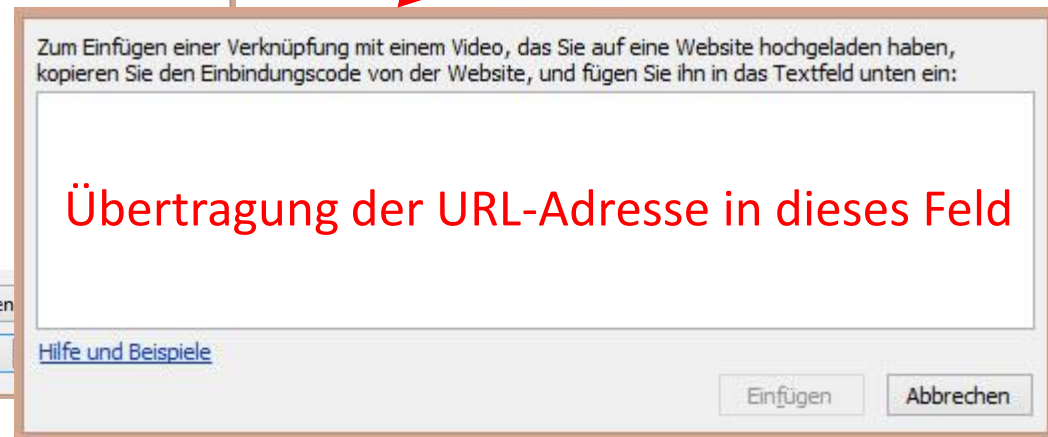 Zum Einfügen einer Verknüpfung mit einem Video, das Sie auf eine Website hochgeladen haben,
kopieren Sie den Einbindungscode von der Website, und fügen Sie ihn in das Textfeld unten ein:
Übertragung der URL-Adresse in dieses Feld
en
Hilfe und Beispiele
Einfügen Abbrechen